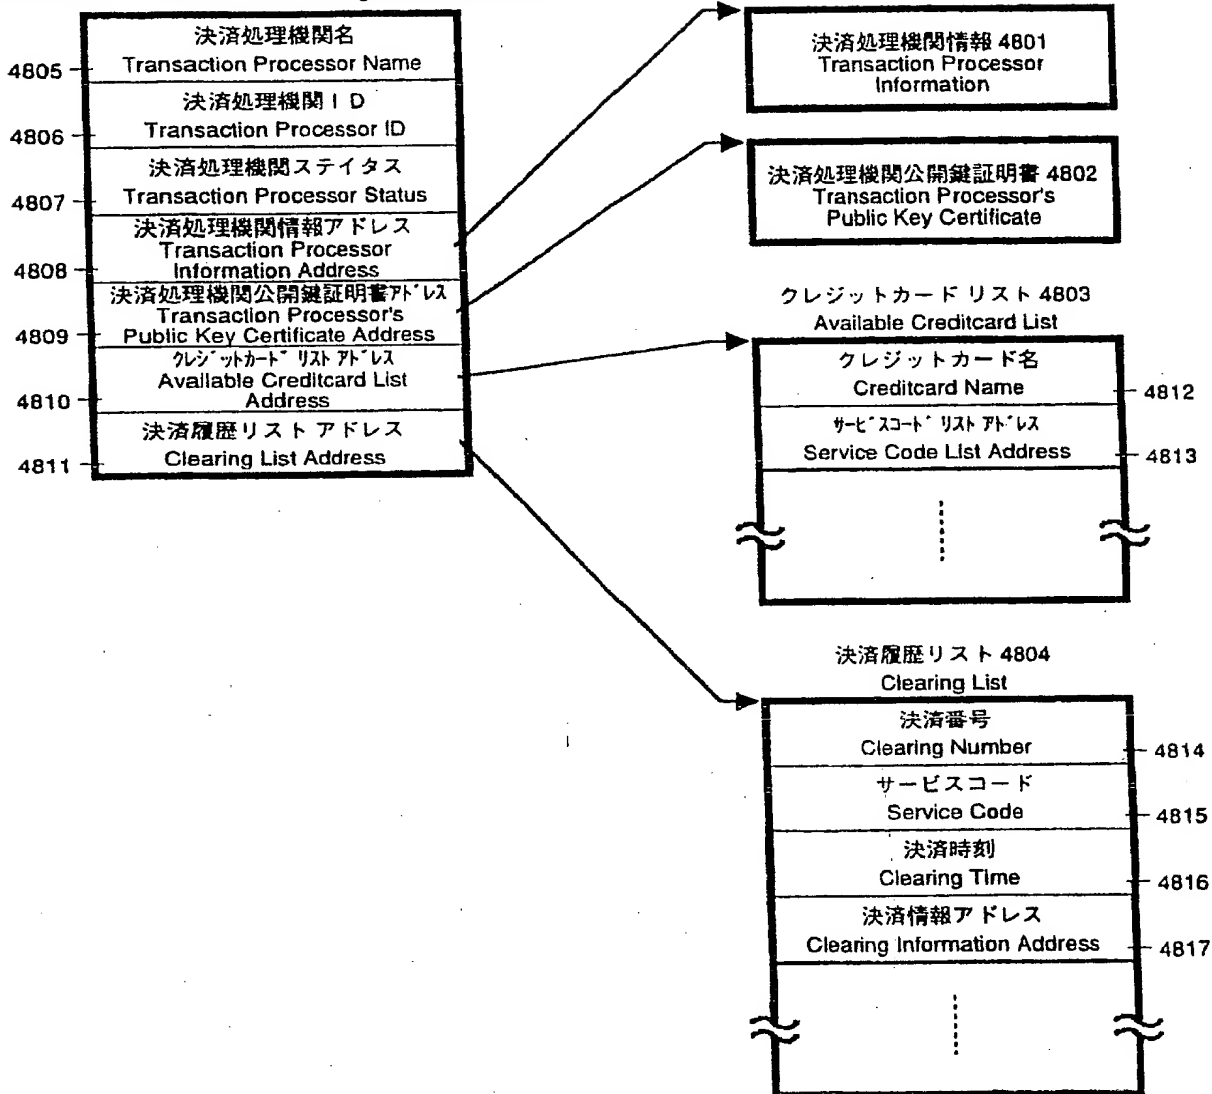 決済処理機関名
Transaction Processor Name
4805
決済処理機関ID
Transaction Processor ID
4806
決済処理機関ステイタス
Transaction Processor Status
4807
決済処理機関情報アドレス
Transaction Processor
Information Address
4808
決済処理機関公開鍵証明書アドレス
Transaction Processor's
Public Key Certificate Address
4809
クレジットカード リスト アドレス
Available Creditcard List
Address
4810
決済履歴リスト アドレス
Clearing List Address
4811
決済処理機関情報 4801
Transaction Processor
Information
決済処理機関公開鍵証明書 4802
Transaction Processor's
Public Key Certificate
クレジットカード リスト 4803
Available Creditcard List
クレジットカード名
Creditcard Name
4812
サービスコード リスト アドレス
Service Code List Address
4813
決済履歴リスト 4804
Clearing List
決済番号
Clearing Number
4814
サービスコード
Service Code
4815
決済時刻
Clearing Time
4816
決済情報アドレス
Clearing Information Address
4817